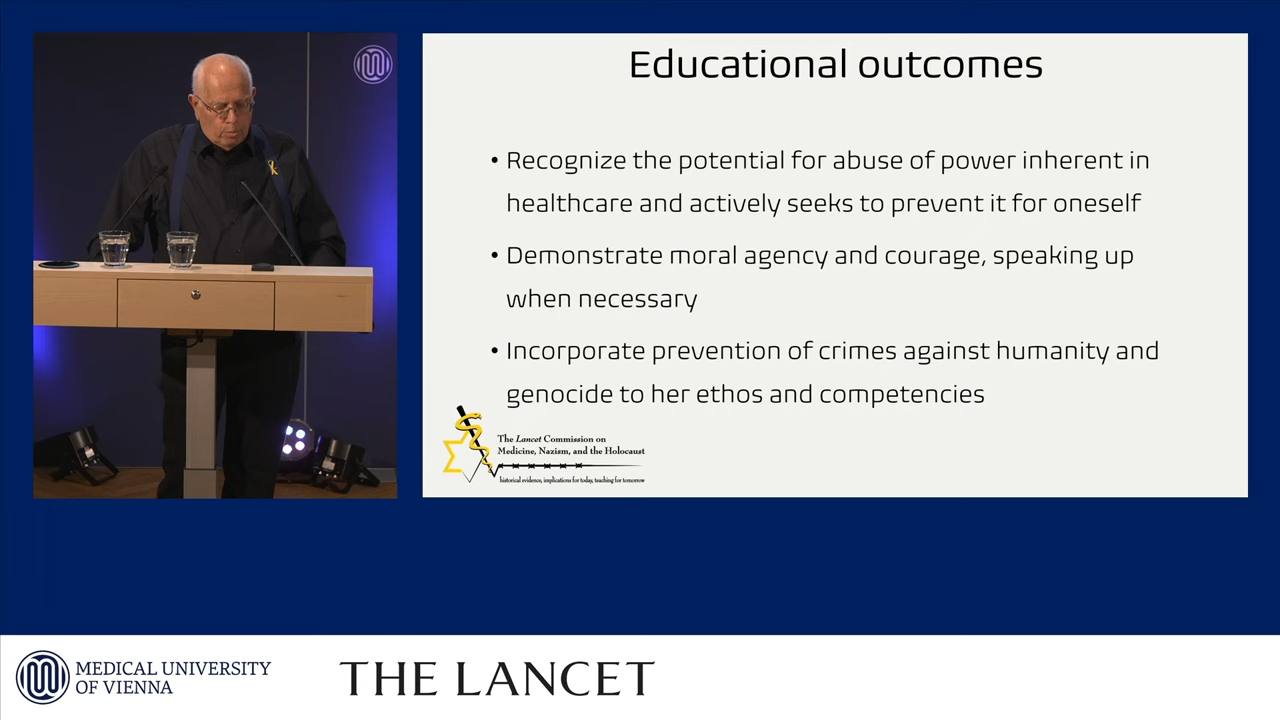 Educational outcomes
• Recognize the potential for abuse of power inherent in
healthcare and actively seeks to prevent it for oneself
• Demonstrate moral agency and courage, speaking up
when necessary
• Incorporate prevention of crimes against humanity and
genocide to her ethos and competencies
The Lancet Commission on
Medicine, Nazism, and the Holocaust
historical evidence, implications for today, teaching for tomorrow
MEDICAL UNIVERSITY
OF VIENNA
THE LANCET